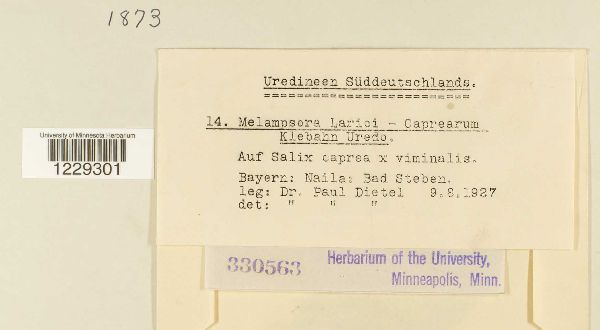 1873
Uredineen Süddeutschlands.
14. Melampsora Larici - Caprearum
Klebahn Uredo.
Auf Salix caprea x viminalis.
Bayern: Naila: Bad Steben.
leg: Dr. Paul Dietel 9.8.1927
det: " " "
University of Minnesota Herbarium
1229301
330563
Herbarium of the University,
Minneapolis, Minn.